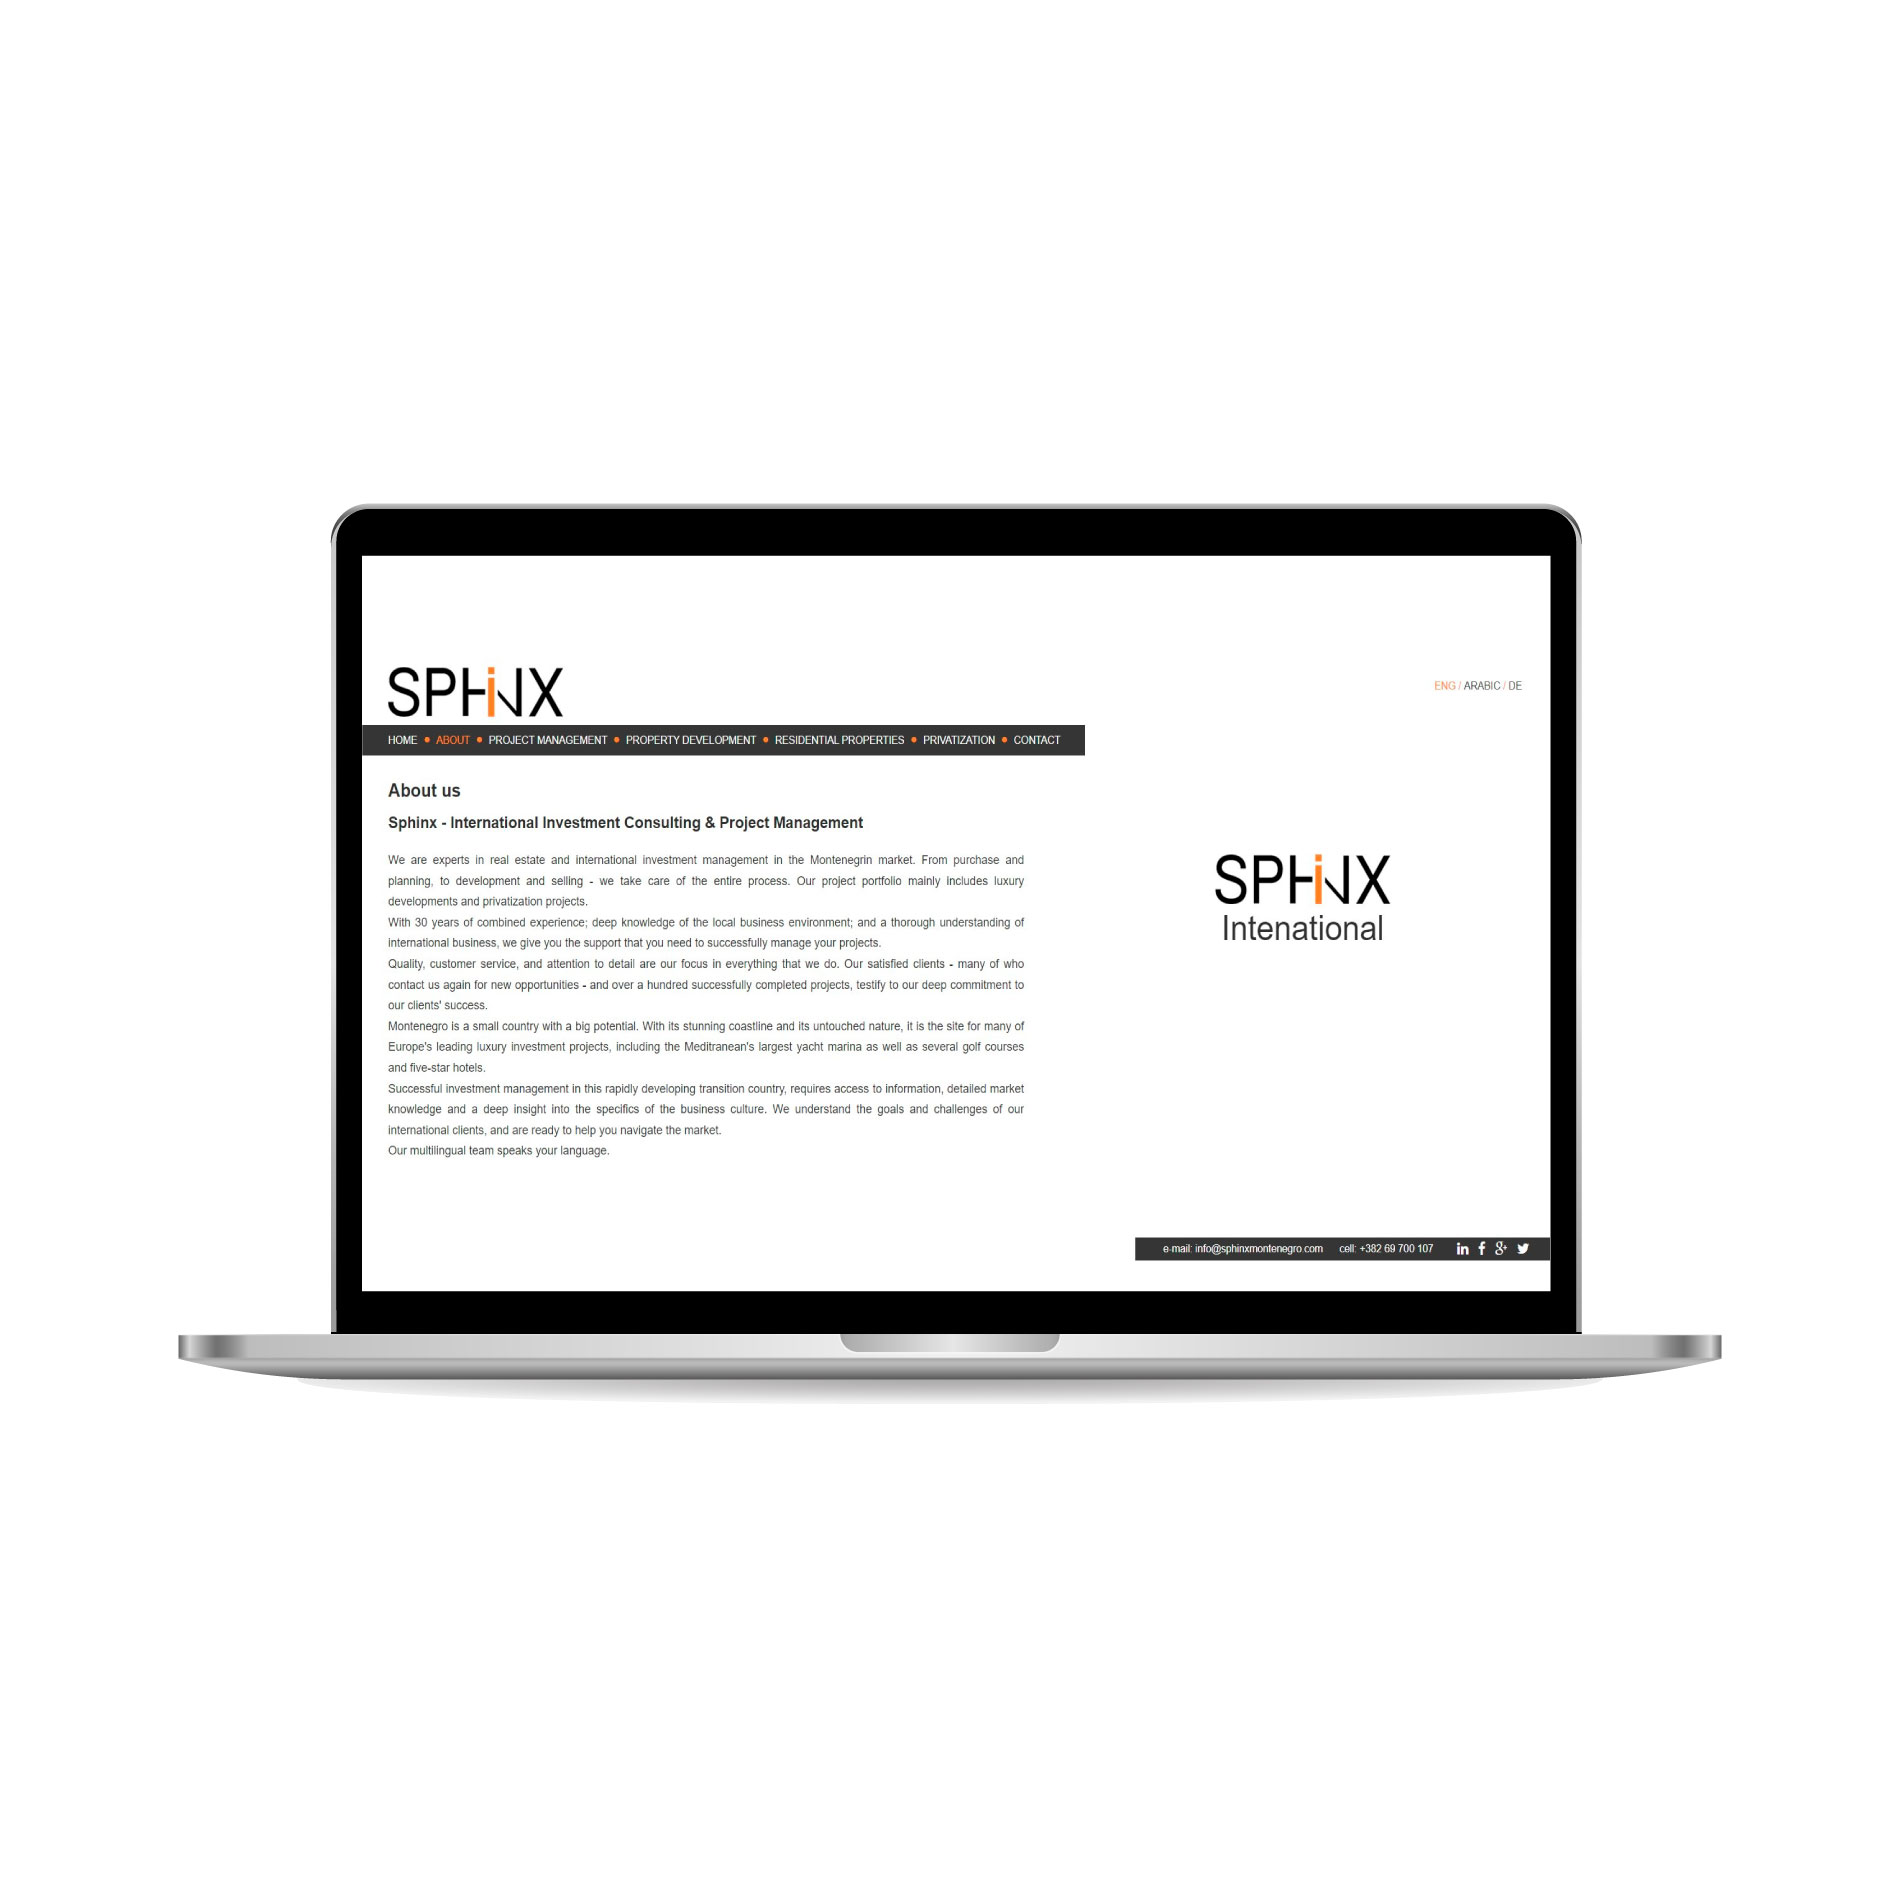 SPHiNX
ENG / ARABIC / DE
HOME • ABOUT • PROJECT MANAGEMENT • PROPERTY DEVELOPMENT • RESIDENTIAL PROPERTIES • PRIVATIZATION • CONTACT
About us
Sphinx - International Investment Consulting & Project Management
We are experts in real estate and international investment management in the Montenegrin market. From purchase and
planning, to development and selling - we take care of the entire process. Our project portfolio mainly includes luxury
developments and privatization projects.
With 30 years of combined experience; deep knowledge of the local business environment; and a thorough understanding of
international business, we give you the support that you need to successfully manage your projects.
Quality, customer service, and attention to detail are our focus in everything that we do. Our satisfied clients - many of who
contact us again for new opportunities - and over a hundred successfully completed projects, testify to our deep commitment to
our clients' success.
Montenegro is a small country with a big potential. With its stunning coastline and its untouched nature, it is the site for many of
Europe's leading luxury investment projects, including the Meditranean's largest yacht marina as well as several golf courses
and five-star hotels.
Successful investment management in this rapidly developing transition country, requires access to information, detailed market
knowledge and a deep insight into the specifics of the business culture. We understand the goals and challenges of our
international clients, and are ready to help you navigate the market.
Our multilingual team speaks your language.
SPHiNX
Intenational
e-mail: info@sphinxmontenegro.com cell: +382 69 700 107 in f g+